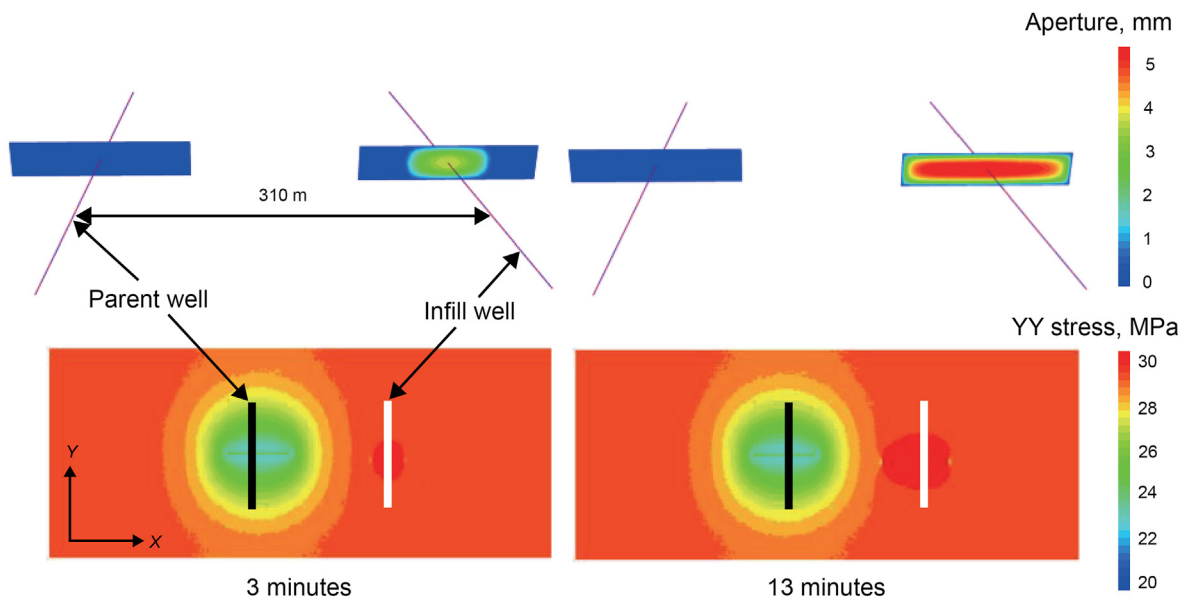 Aperture, mm
5
4
3
2
1
0
310 m
Parent well
Infill well
YY stress, MPa
30
28
26
24
22
20
Y
X
3 minutes
13 minutes